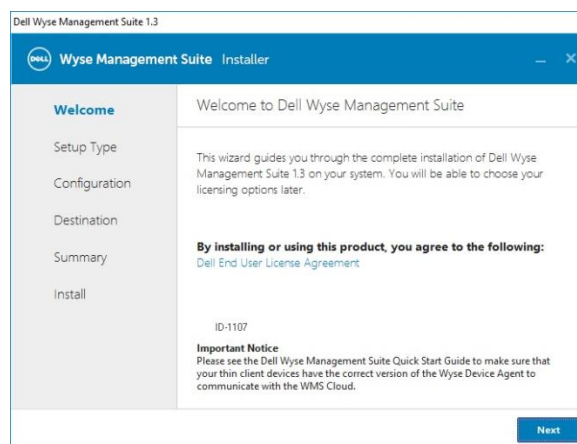 Dell Wyse Management Suite 1.3
DELL Wyse Management Suite Installer
Welcome
Setup Type
Configuration
Destination
Summary
Install
Welcome to Dell Wyse Management Suite
This wizard guides you through the complete installation of Dell Wyse
Management Suite 1.3 on your system. You will be able to choose your
licensing options later.
By installing or using this product, you agree to the following:
Dell End User License Agreement
ID-1107
Important Notice
Please see the Dell Wyse Management Suite Quick Start Guide to make sure that
your thin client devices have the correct version of the Wyse Device Agent to
communicate with the WMS Cloud.
Next